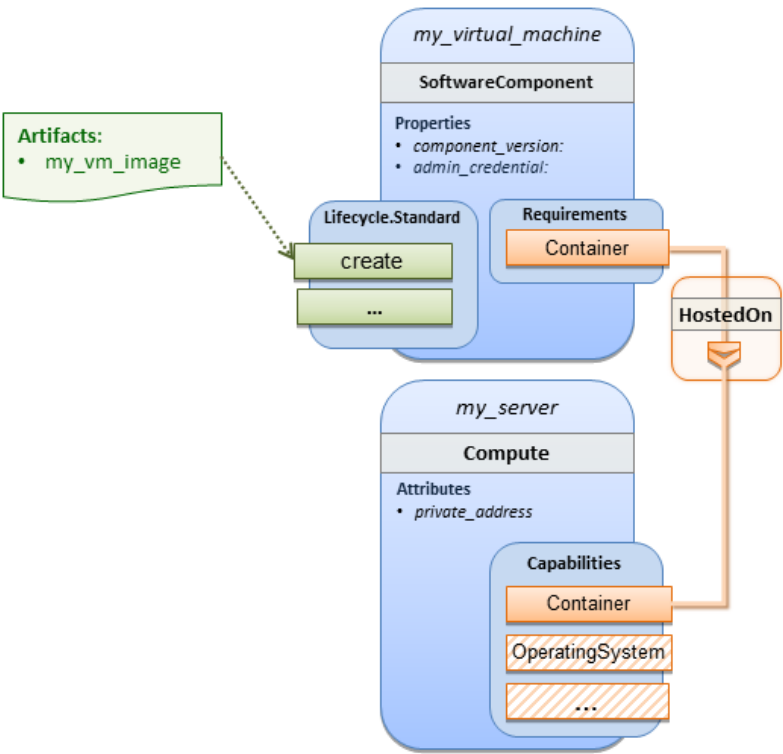 my_virtual_machine
SoftwareComponent
Properties
• component_version:
• admin_credential:
Artifacts:
• my_vm_image
Lifecycle.Standard
create
...
Requirements
Container
HostedOn
my_server
Compute
Attributes
• private_address
Capabilities
Container
OperatingSystem
...